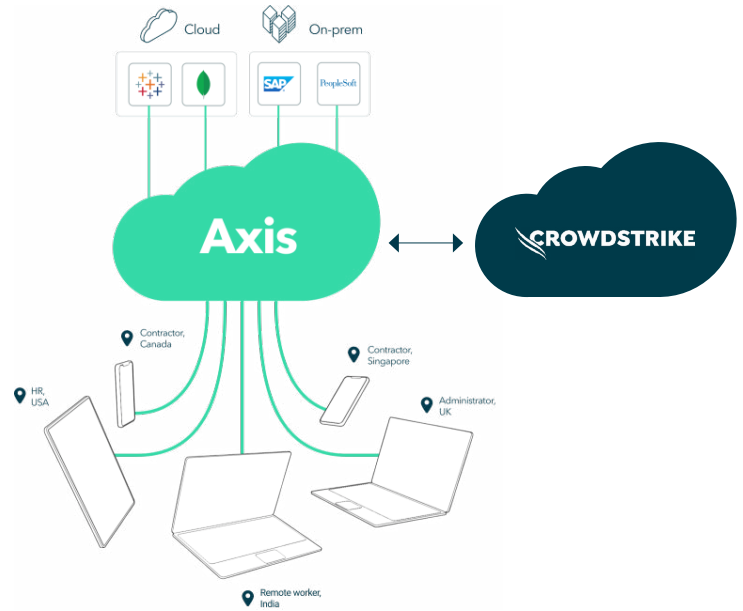 Cloud
On-prem
SAP
PeopleSoft
Axis
CROWDSTRIKE
Contractor,
Canada
Contractor,
Singapore
HR,
USA
Administrator,
UK
Remote worker,
India